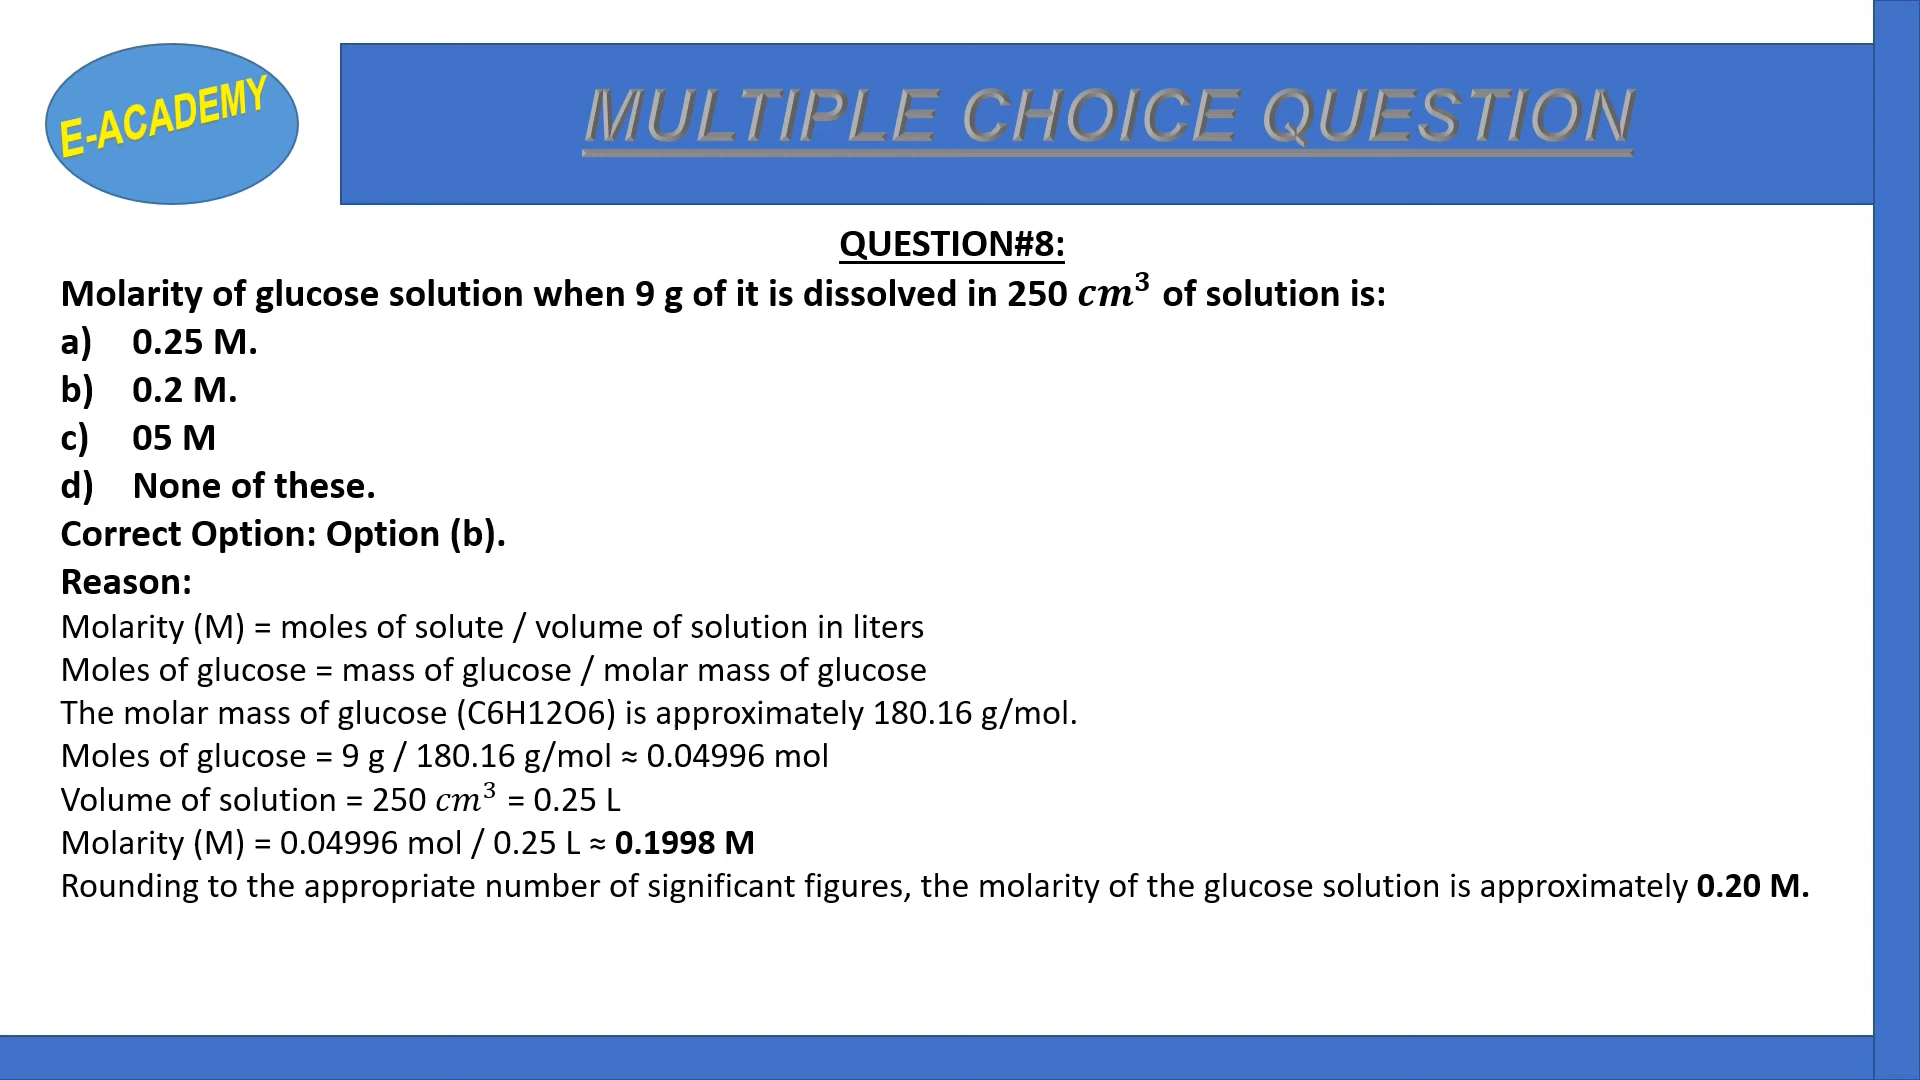 E-ACADEMY
MULTIPLE CHOICE QUESTION
QUESTION#8:
Molarity of glucose solution when 9 g of it is dissolved in 250 cm³ of solution is:
a) 0.25 M.
b) 0.2 M.
c) 05 M
d) None of these.
Correct Option: Option (b).
Reason:
Molarity (M) = moles of solute / volume of solution in liters
Moles of glucose = mass of glucose / molar mass of glucose
The molar mass of glucose (C6H12O6) is approximately 180.16 g/mol.
Moles of glucose = 9 g / 180.16 g/mol ≈ 0.04996 mol
Volume of solution = 250 cm³ = 0.25 L
Molarity (M) = 0.04996 mol / 0.25 L ≈ 0.1998 M
Rounding to the appropriate number of significant figures, the molarity of the glucose solution is approximately 0.20 M.